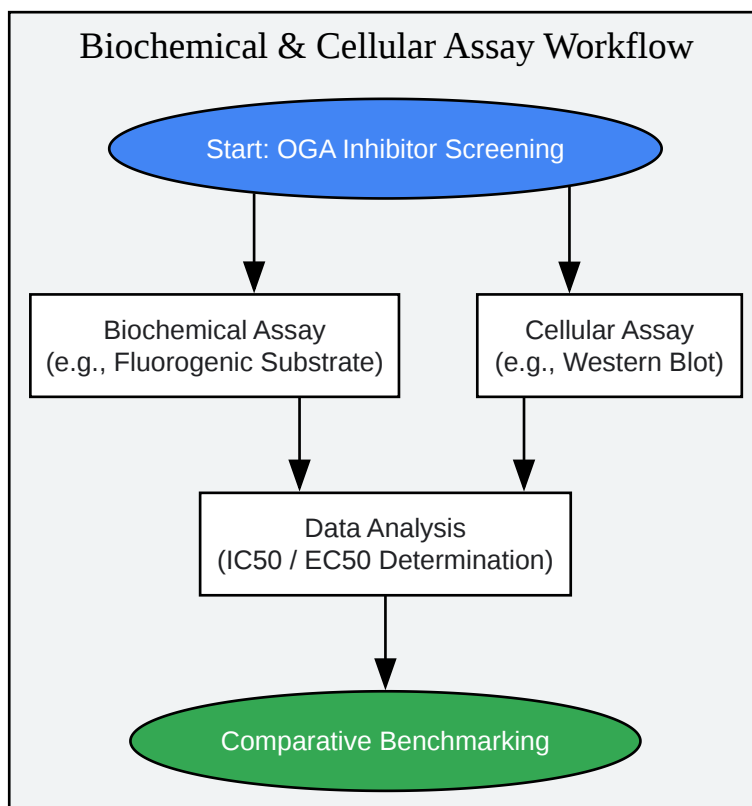 Biochemical & Cellular Assay Workflow
Start: OGA Inhibitor Screening
Biochemical Assay
(e.g., Fluorogenic Substrate)
Cellular Assay
(e.g., Western Blot)
Data Analysis
(IC50 / EC50 Determination)
Comparative Benchmarking